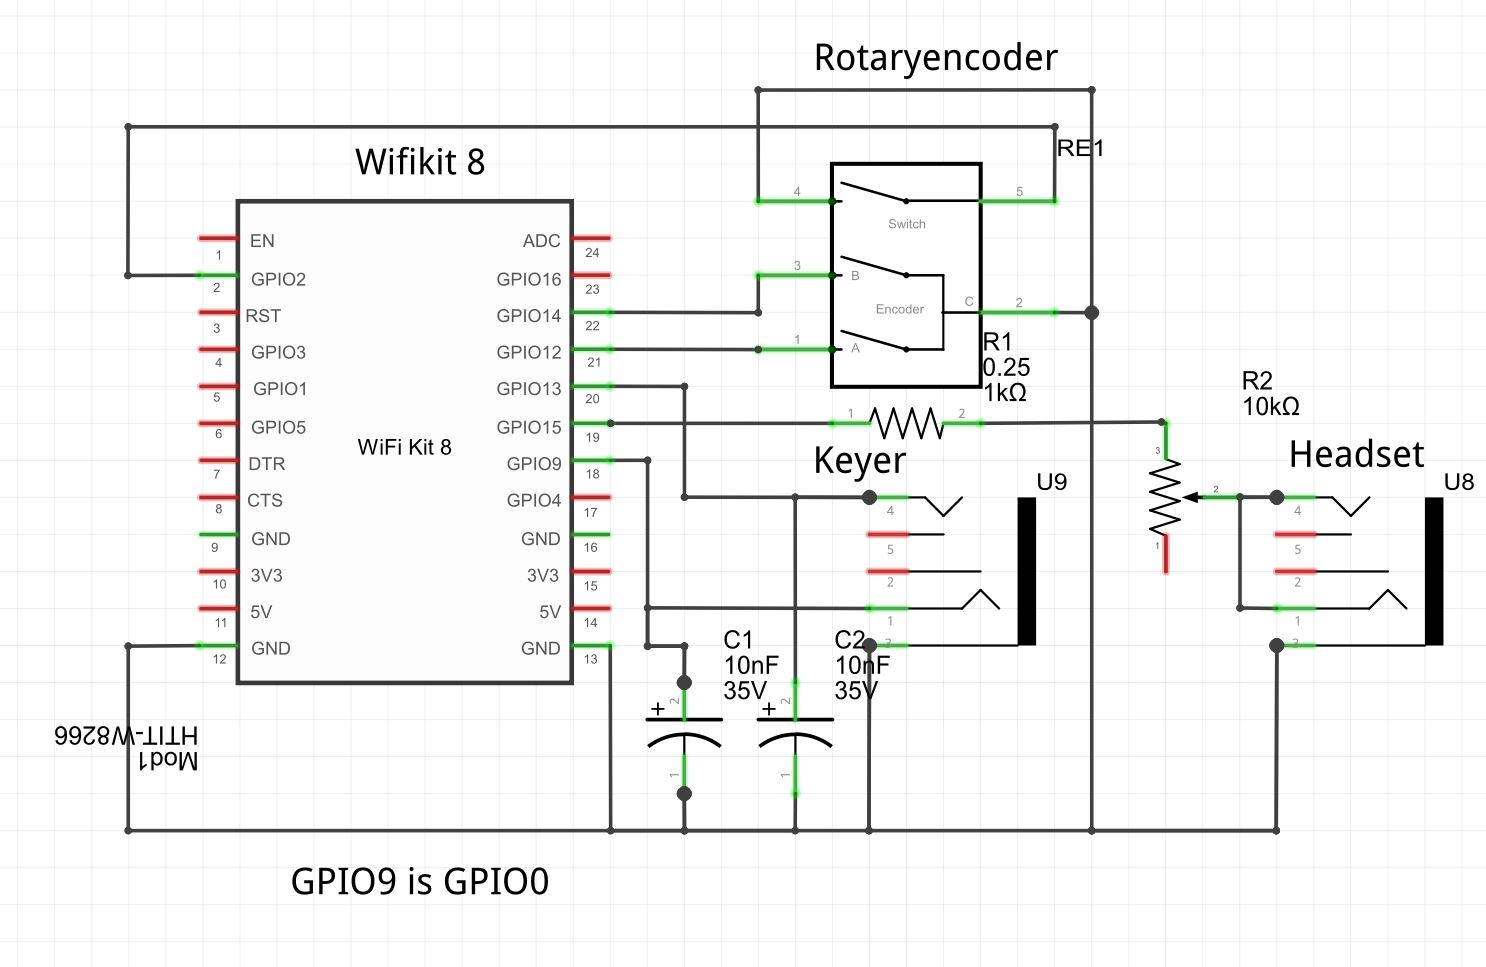 Rotaryencoder
RE1
Wifikit 8
4
5
Switch
3
B
Encoder
C
2
1
A
EN
1
GPIO2
2
RST
3
GPIO3
4
GPIO1
5
GPIO5
6
DTR
7
CTS
8
GND
9
3V3
10
5V
11
GND
12
WiFi Kit 8
ADC
24
GPIO16
23
GPIO14
22
GPIO12
21
GPIO13
20
GPIO15
19
GPIO9
18
GPIO4
17
GND
16
3V3
15
5V
14
GND
13
R1
0.25
1kΩ
1
2
R2
10kΩ
3
2
1
Keyer
U9
4
5
2
1
3
Headset
U8
4
5
2
1
3
C1
10nF
35V
+
2
1
C2
10nF
35V
+
2
1
Mod1
HTIT-W8266
GPIO9 is GPIO0